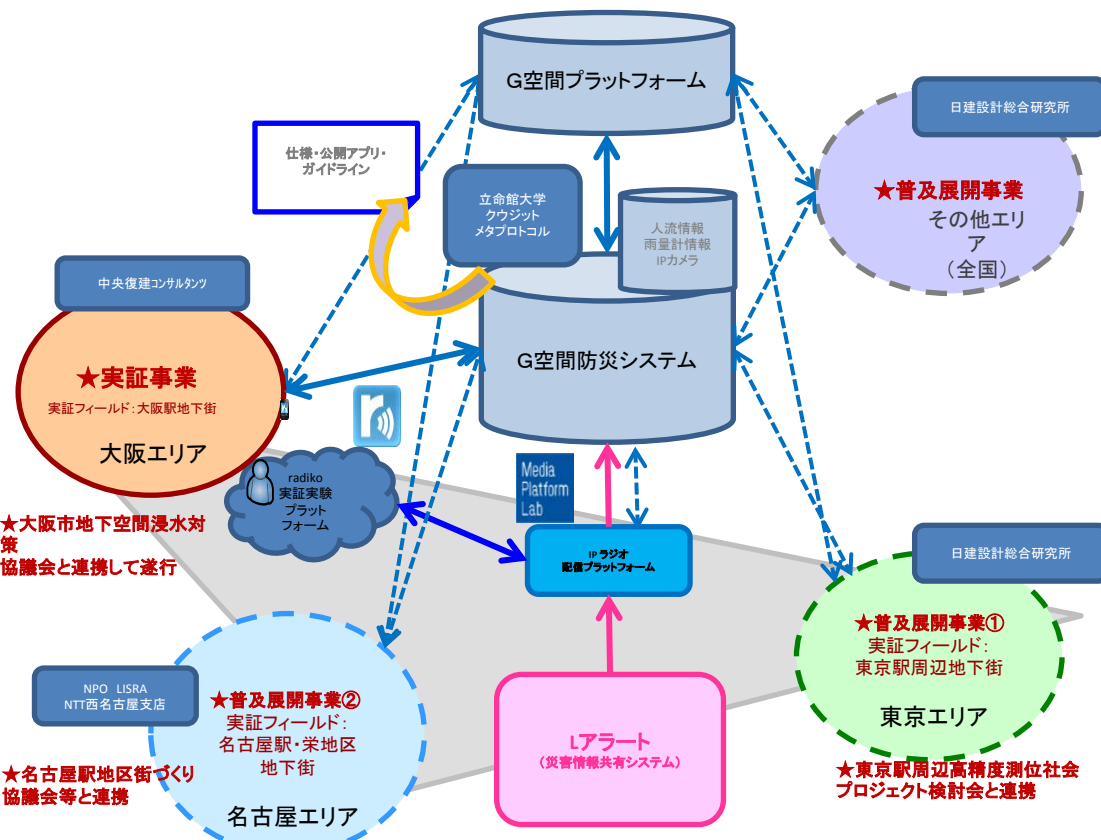 G空間プラットフォーム
日建設計総合研究所
仕様・公開アプリ・
ガイドライン
立命館大学
クウジット
メタプロトコル
人流情報
雨量計情報
IPカメラ
★普及展開事業
その他エリ
ア
（全国）
中央復建コンサルタンツ
G空間防災システム
★実証事業
実証フィールド：大阪駅地下街
大阪エリア
radiko
実証実験
プラット
フォーム
Media
Platform
Lab
★大阪市地下空間浸水対
策
協議会と連携して遂行
IP ラジオ
配信プラットフォーム
日建設計総合研究所
★普及展開事業①
実証フィールド：
東京駅周辺地下街
東京エリア
NPO LISRA
NTT西名古屋支店
★普及展開事業②
実証フィールド：
名古屋駅・栄地区
地下街
名古屋エリア
Lアラート
（災害情報共有システム）
★名古屋駅地区街づくり
協議会等と連携
★東京駅周辺高精度測位社会
プロジェクト検討会と連携